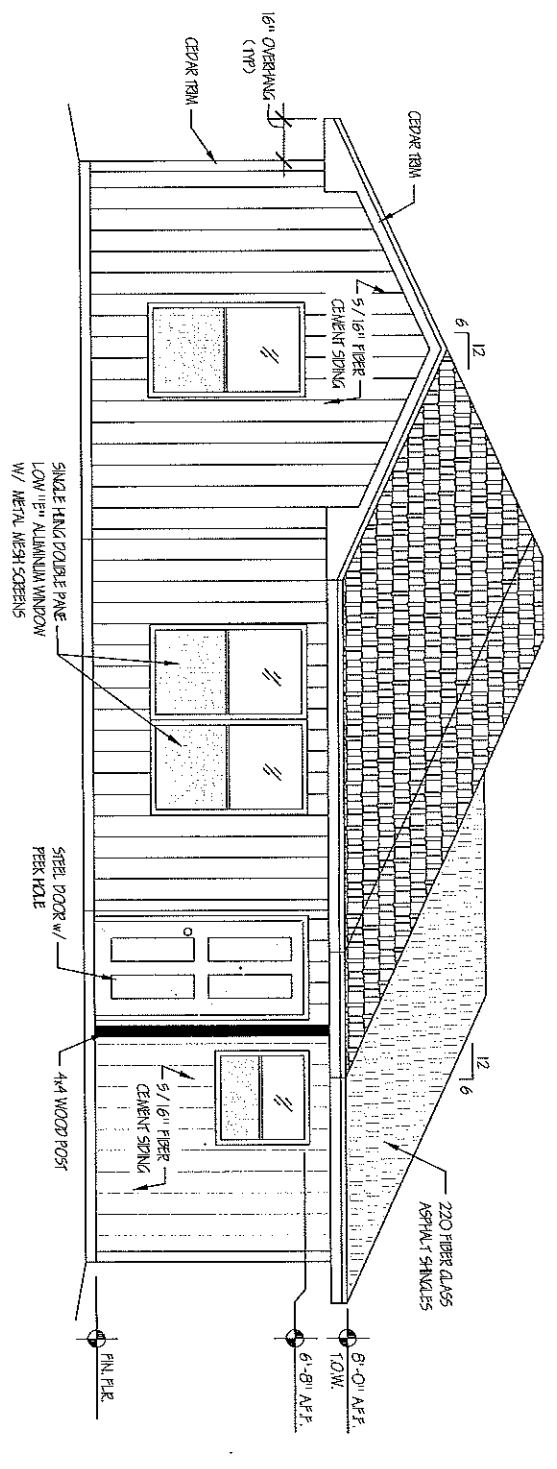 16" OVERHANG
(TYP)
CEDAR TRIM
CEDAR TRIM
12
6
5/16" FIBER
CEMENT SIDING
SINGLE HUNG DOUBLE PANE
LOW "E" ALUMINUM WINDOW
W/ METAL MESH SCREENS
STEEL DOOR w/
PEEK HOLE
4x4 WOOD POST
5/16" FIBER
CEMENT SIDING
12
6
220 FIBER GLASS
ASPHALT SHINGLES
8'-0" A.F.F.
T.O.W.
6'-8" A.F.F.
FIN. FLR.